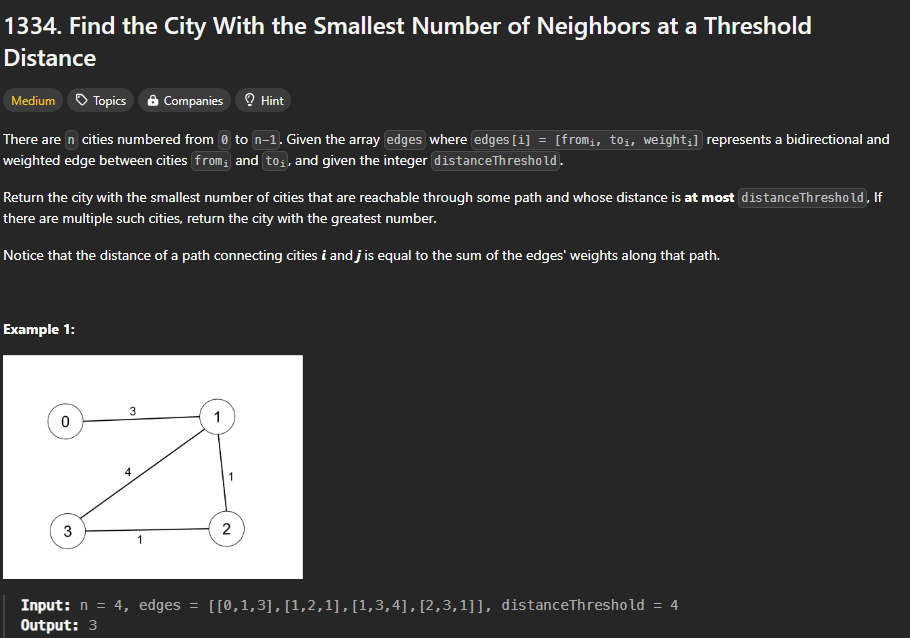 1334. Find the City With the Smallest Number of Neighbors at a Threshold
Distance
Medium Topics Companies Hint
There are n cities numbered from 0 to n-1. Given the array edges where edges[i] = [fromᵢ, toᵢ, weightᵢ] represents a bidirectional and
weighted edge between cities fromᵢ and toᵢ, and given the integer distanceThreshold.
Return the city with the smallest number of cities that are reachable through some path and whose distance is at most distanceThreshold, If
there are multiple such cities, return the city with the greatest number.
Notice that the distance of a path connecting cities i and j is equal to the sum of the edges' weights along that path.
Example 1:
0 3 1
4 1
3 1 2
Input: n = 4, edges = [[0,1,3],[1,2,1],[1,3,4],[2,3,1]], distanceThreshold = 4
Output: 3